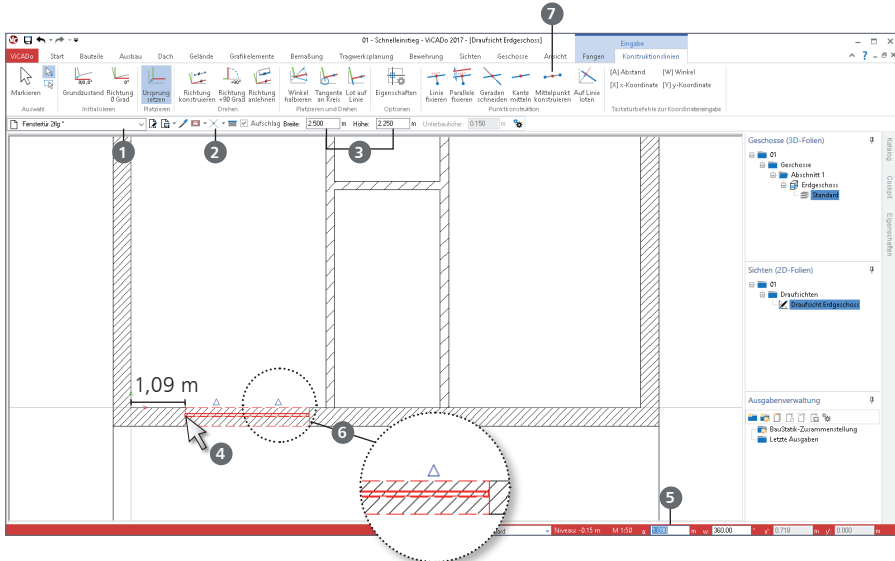 7
01 - Schnelleinstieg - ViCADo 2017 - [Draufsicht Erdgeschoss]
Eingabe
ViCADo Start Bauteile Ausbau Dach Gelände Grafikelemente Bemaßung Tragwerksplanung Bewehrung Sichten Geschosse Ansicht Fangen Konstruktionslinien
Markieren
Grundzustand
Richtung 0 Grad
Ursprung setzen
Richtung konstruieren
Richtung +90 Grad
Richtung anlehnen
Winkel halbieren
Tangente an Kreis
Lot auf Linie
Eigenschaften
Linie fixieren
Parallele fixieren
Geraden schneiden
Kante mitteln
Mittelpunkt konstruieren
Auf Linie loten
[A] Abstand [W] Winkel
[X] x-Koordinate [Y] y-Koordinate
Auswahl Initialisieren Platzieren Drehen Platzieren und Drehen Optionen Punktkonstruktion Tastaturbefehle zur Koordinateneingabe
Fenstertür 2flg * Aufschlag Breite: 2.500 m Höhe: 2.250 m Unterbauhöhe: 0.150 m
1
2
3
Geschosse (3D-Folien)
01
Geschosse
Abschnitt 1
Erdgeschoss
Standard
Katalog
Cockpit
Eigenschaften
Sichten (2D-Folien)
01
Draufsichten
Draufsicht Erdgeschoss
1,09 m
4
6
Ausgabenverwaltung
BauStatik-Zusammenstellung
Letzte Ausgaben
5
Niveau: -0.15 m M 1:50 a: 1.090 m w: 360.00 ° x: 0.718 m y: 0.000 m